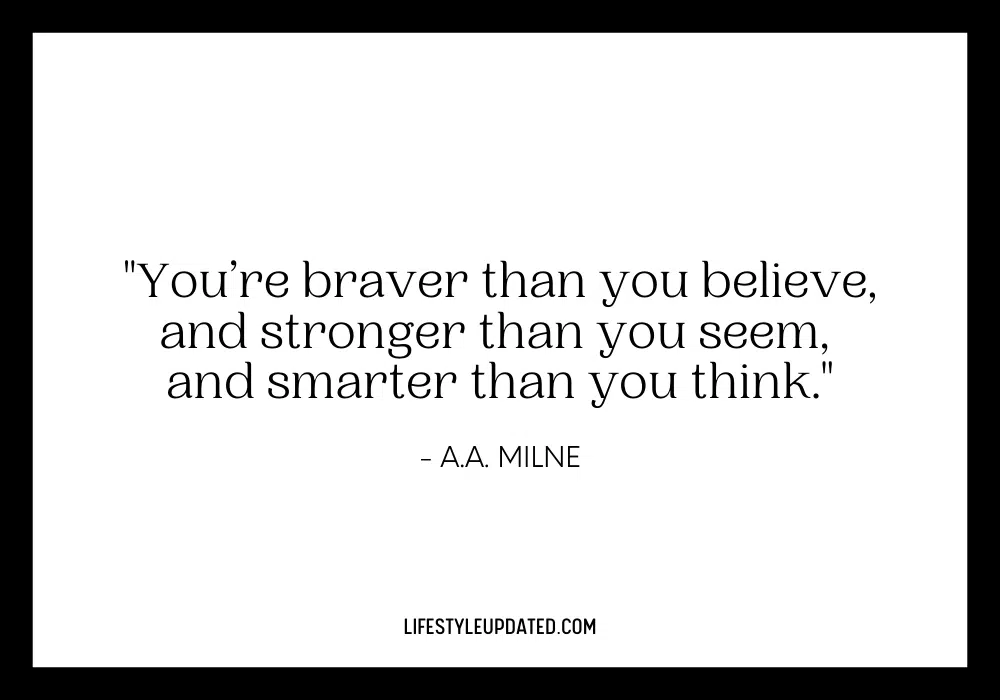 "You’re braver than you believe,
and stronger than you seem,
and smarter than you think."
- A.A. MILNE
LIFESTYLEUPDATED.COM